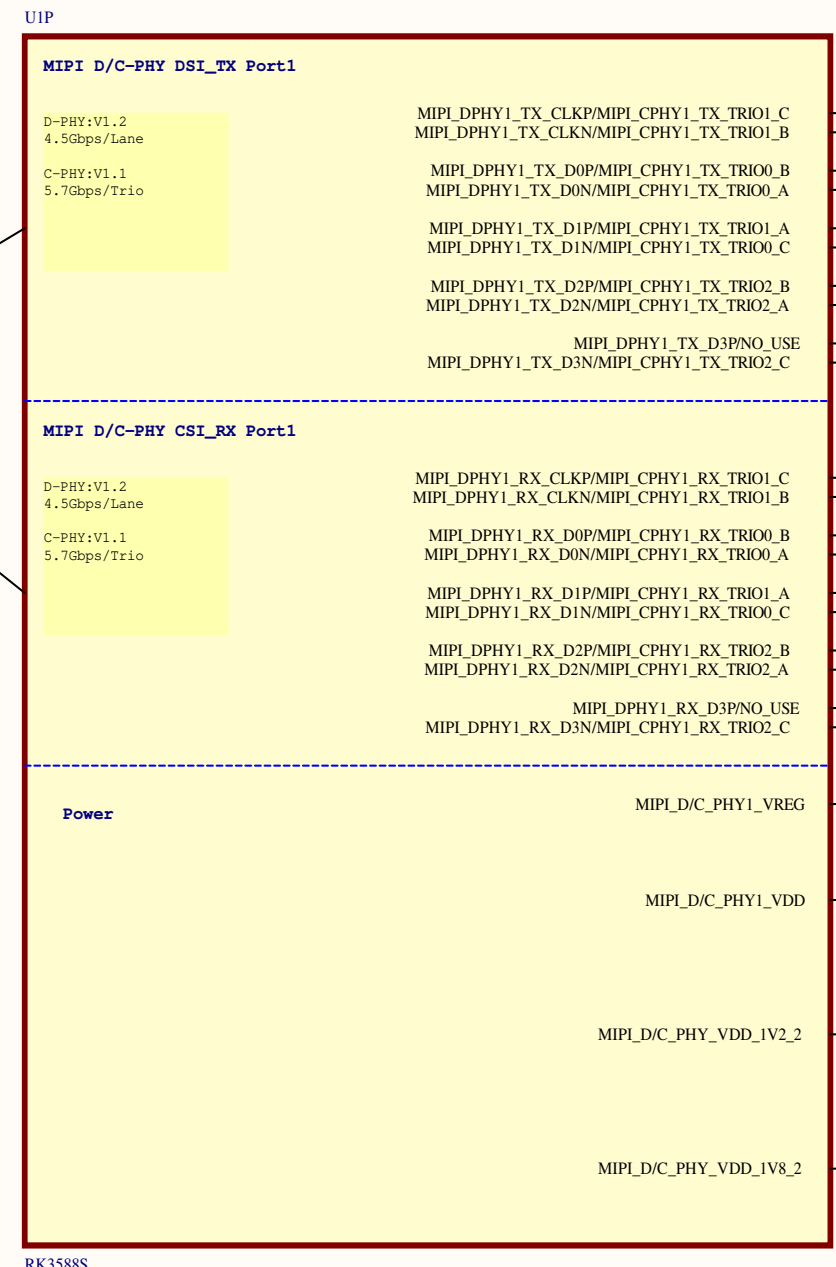 U1P
MIPI D/C-PHY DSI_TX Port1
D-PHY:V1.2
4.5Gbps/Lane
C-PHY:V1.1
5.7Gbps/Trio
MIPI_DPHY1_TX_CLKP/MIPI_CPHY1_TX_TRIO1_C
MIPI_DPHY1_TX_CLKN/MIPI_CPHY1_TX_TRIO1_B
MIPI_DPHY1_TX_D0P/MIPI_CPHY1_TX_TRIO0_B
MIPI_DPHY1_TX_D0N/MIPI_CPHY1_TX_TRIO0_A
MIPI_DPHY1_TX_D1P/MIPI_CPHY1_TX_TRIO1_A
MIPI_DPHY1_TX_D1N/MIPI_CPHY1_TX_TRIO0_C
MIPI_DPHY1_TX_D2P/MIPI_CPHY1_TX_TRIO2_B
MIPI_DPHY1_TX_D2N/MIPI_CPHY1_TX_TRIO2_A
MIPI_DPHY1_TX_D3P/NO_USE
MIPI_DPHY1_TX_D3N/MIPI_CPHY1_TX_TRIO2_C
MIPI D/C-PHY CSI_RX Port1
D-PHY:V1.2
4.5Gbps/Lane
C-PHY:V1.1
5.7Gbps/Trio
MIPI_DPHY1_RX_CLKP/MIPI_CPHY1_RX_TRIO1_C
MIPI_DPHY1_RX_CLKN/MIPI_CPHY1_RX_TRIO1_B
MIPI_DPHY1_RX_D0P/MIPI_CPHY1_RX_TRIO0_B
MIPI_DPHY1_RX_D0N/MIPI_CPHY1_RX_TRIO0_A
MIPI_DPHY1_RX_D1P/MIPI_CPHY1_RX_TRIO1_A
MIPI_DPHY1_RX_D1N/MIPI_CPHY1_RX_TRIO0_C
MIPI_DPHY1_RX_D2P/MIPI_CPHY1_RX_TRIO2_B
MIPI_DPHY1_RX_D2N/MIPI_CPHY1_RX_TRIO2_A
MIPI_DPHY1_RX_D3P/NO_USE
MIPI_DPHY1_RX_D3N/MIPI_CPHY1_RX_TRIO2_C
Power
MIPI_D/C_PHY1_VREG
MIPI_D/C_PHY1_VDD
MIPI_D/C_PHY_VDD_1V2_2
MIPI_D/C_PHY_VDD_1V8_2
RK3588S